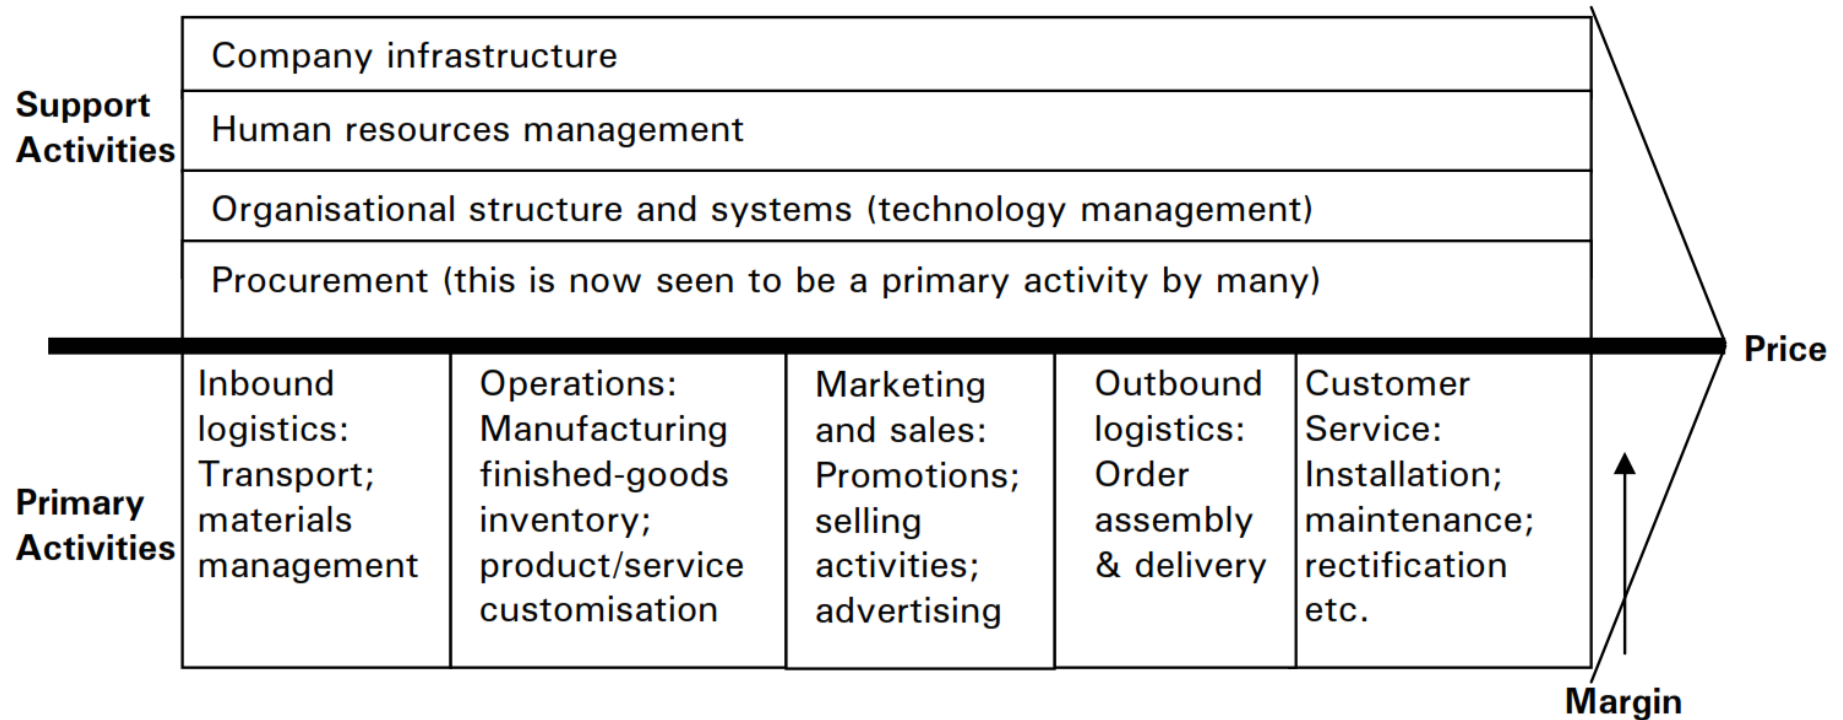 Support
Activities
Company infrastructure
Human resources management
Organisational structure and systems (technology management)
Procurement (this is now seen to be a primary activity by many)
Price
Primary
Activities
Inbound
logistics:
Transport;
materials
management
Operations:
Manufacturing
finished-goods
inventory;
product/service
customisation
Marketing
and sales:
Promotions;
selling
activities;
advertising
Outbound
logistics:
Order
assembly
& delivery
Customer
Service:
Installation;
maintenance;
rectification
etc.
Margin